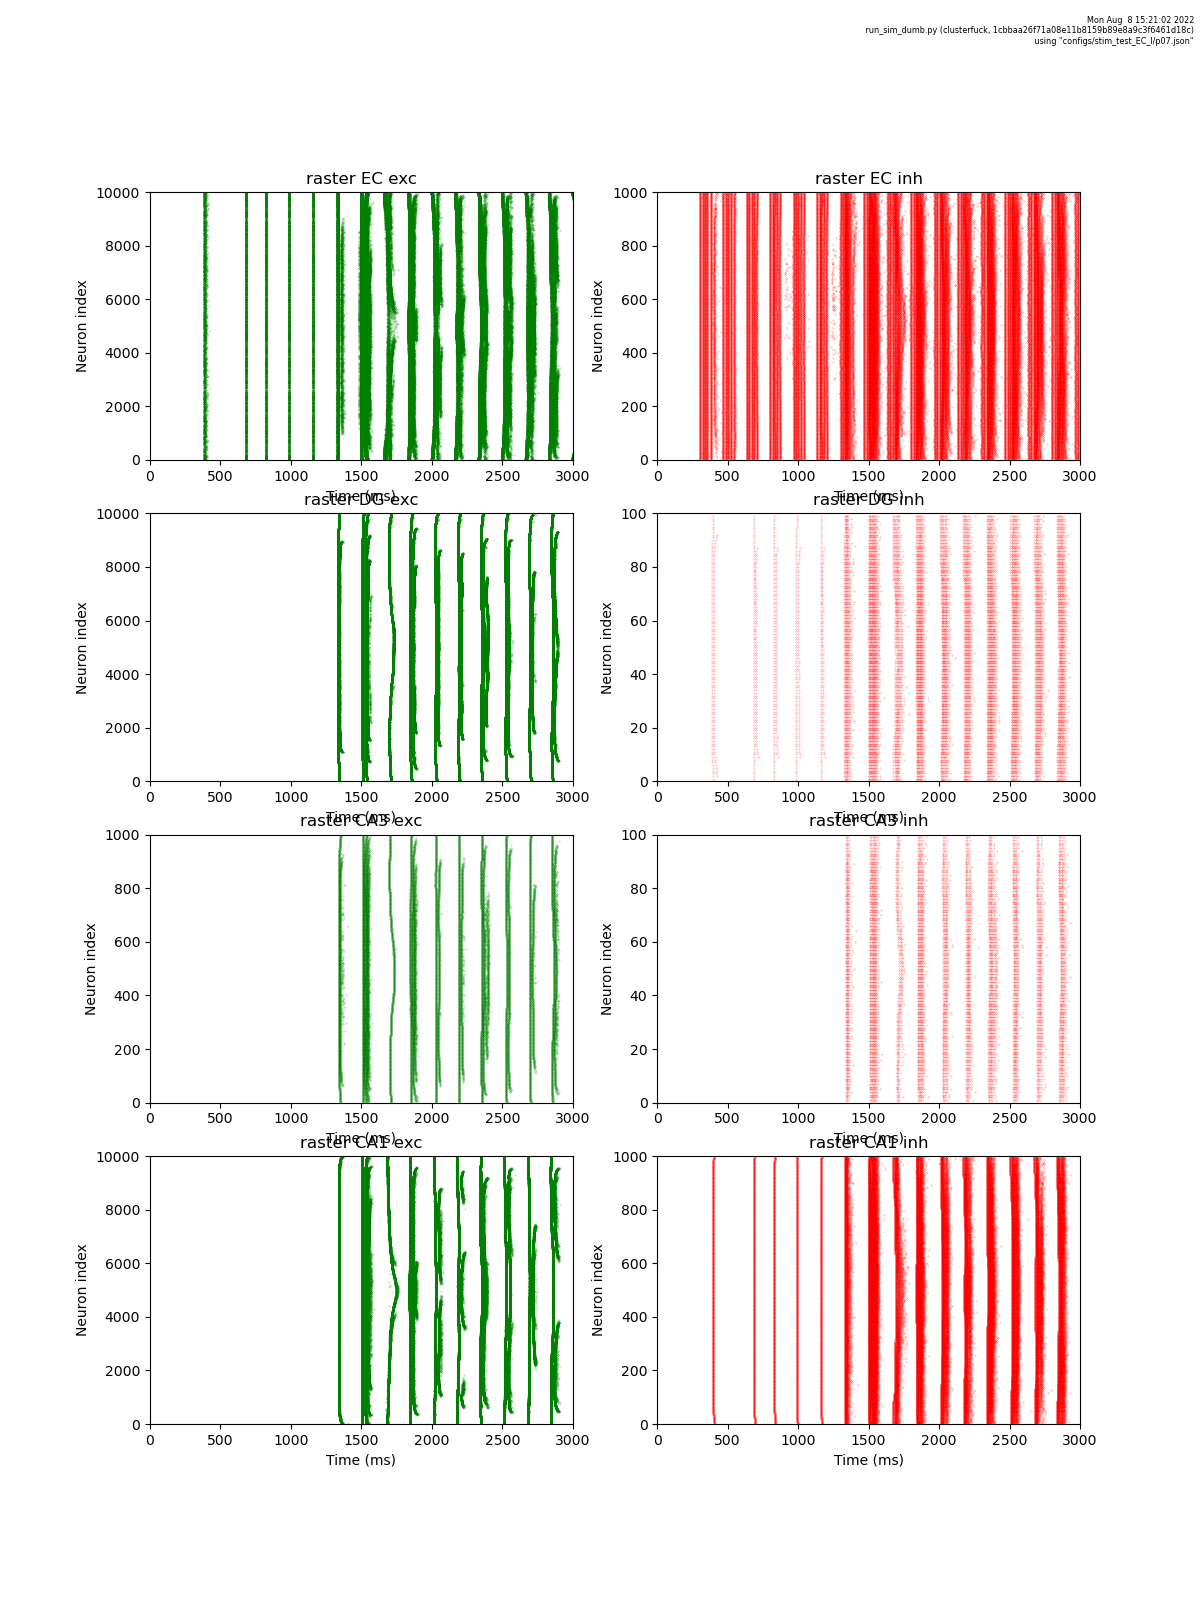 Mon Aug  8 15:21:02 2022
run_sim_dumb.py (clusterfuck, 1cbbaa26f71a08e11b8159b89e8a9c3f6461d18c)
using "configs/stim_test_EC_I/p07.json"
raster EC exc
10000
8000
6000
4000
2000
0
Neuron index
0 500 1000 1500 2000 2500 3000
Time (ms)
raster EC inh
1000
800
600
400
200
0
Neuron index
0 500 1000 1500 2000 2500 3000
Time (ms)
raster DG exc
10000
8000
6000
4000
2000
0
Neuron index
0 500 1000 1500 2000 2500 3000
Time (ms)
raster DG inh
100
80
60
40
20
0
Neuron index
0 500 1000 1500 2000 2500 3000
Time (ms)
raster CA3 exc
1000
800
600
400
200
0
Neuron index
0 500 1000 1500 2000 2500 3000
Time (ms)
raster CA3 inh
100
80
60
40
20
0
Neuron index
0 500 1000 1500 2000 2500 3000
Time (ms)
raster CA1 exc
10000
8000
6000
4000
2000
0
Neuron index
0 500 1000 1500 2000 2500 3000
Time (ms)
raster CA1 inh
1000
800
600
400
200
0
Neuron index
0 500 1000 1500 2000 2500 3000
Time (ms)